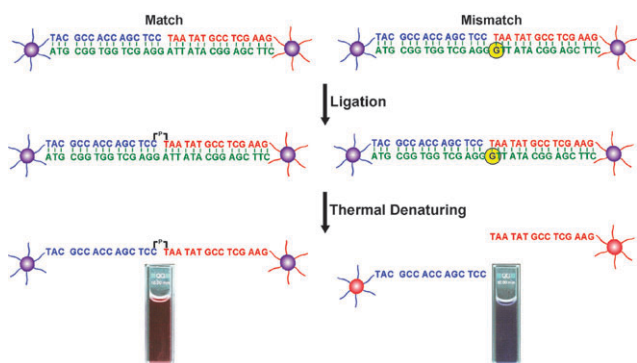 Match
Mismatch
TAC GCC ACC AGC TCC TAA TAT GCC TCG AAG
ATG CGG TGG TCG AGG ATT ATA CGG AGC TTC
TAC GCC ACC AGC TCC TAA TAT GCC TCG AAG
ATG CGG TGG TCG AGG GTT ATA CGG AGC TTC
Ligation
P
TAC GCC ACC AGC TCC TAA TAT GCC TCG AAG
ATG CGG TGG TCG AGG ATT ATA CGG AGC TTC
TAC GCC ACC AGC TCC TAA TAT GCC TCG AAG
ATG CGG TGG TCG AGG GTT ATA CGG AGC TTC
Thermal Denaturing
P
TAC GCC ACC AGC TCC TAA TAT GCC TCG AAG
TAA TAT GCC TCG AAG
TAC GCC ACC AGC TCC